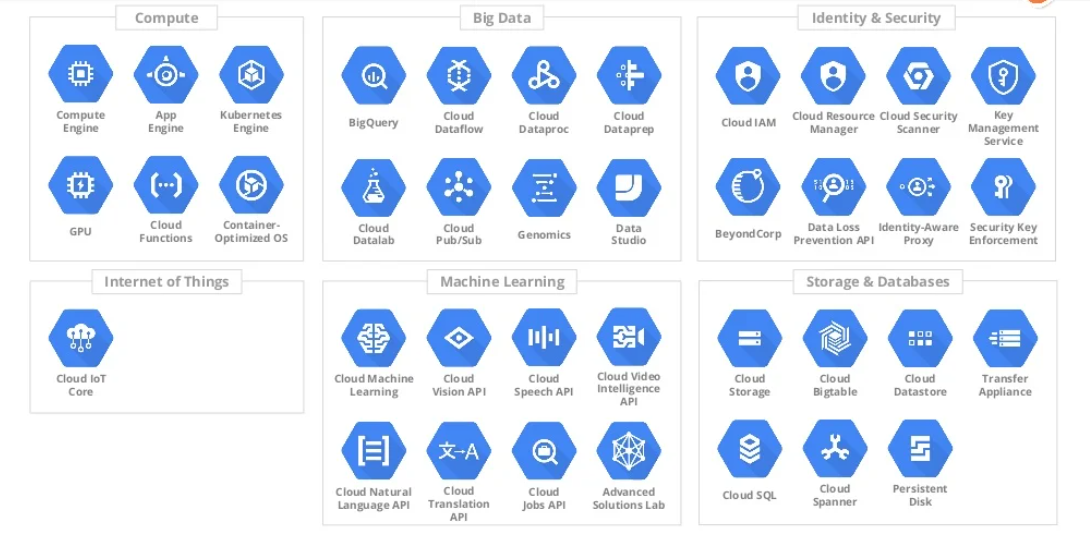 Compute
Compute
Engine
App
Engine
Kubernetes
Engine
GPU
Cloud
Functions
Container-
Optimized OS
Big Data
BigQuery
Cloud
Dataflow
Cloud
Dataproc
Cloud
Dataprep
Cloud
Datalab
Cloud
Pub/Sub
Genomics
Data
Studio
Identity & Security
Cloud IAM
Cloud Resource
Manager
Cloud Security
Scanner
Key
Management
Service
BeyondCorp
Data Loss
Prevention API
Identity-Aware
Proxy
Security Key
Enforcement
Internet of Things
Cloud IoT
Core
Machine Learning
Cloud Machine
Learning
Cloud
Vision API
Cloud
Speech API
Cloud Video
Intelligence
API
Cloud Natural
Language API
文→A
Cloud
Translation
API
Cloud
Jobs API
Advanced
Solutions Lab
Storage & Databases
Cloud
Storage
Cloud
Bigtable
Cloud
Datastore
Transfer
Appliance
Cloud SQL
Cloud
Spanner
Persistent
Disk